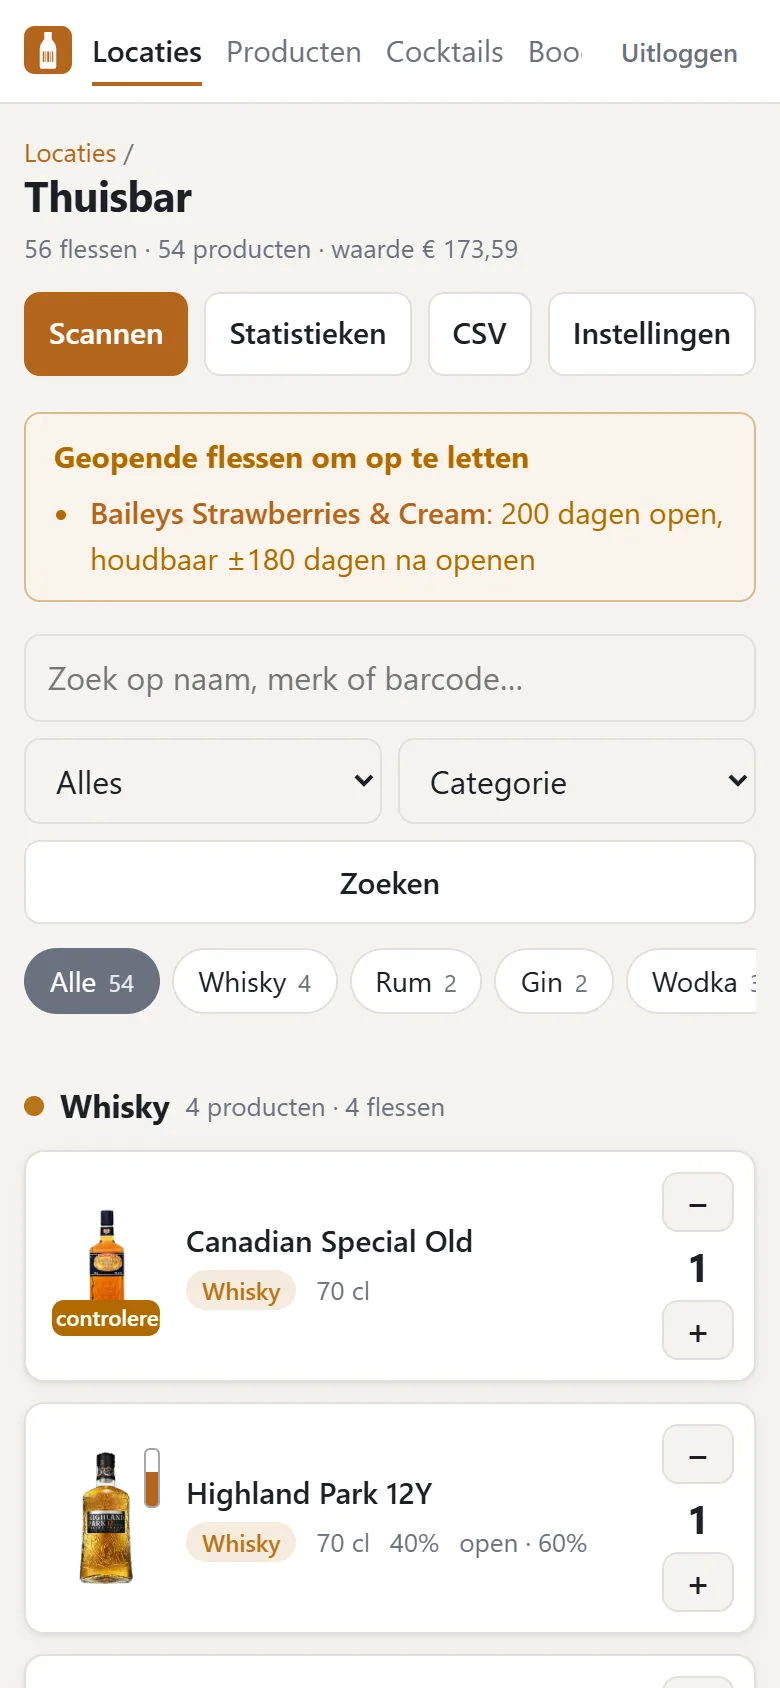 Locaties Producten Cocktails Boo Uitloggen
Locaties /
Thuisbar
56 flessen · 54 producten · waarde € 173,59
Scannen Statistieken CSV Instellingen
Geopende flessen om op te letten
• Baileys Strawberries & Cream: 200 dagen open,
houdbaar ±180 dagen na openen
Zoek op naam, merk of barcode...
Alles Categorie
Zoeken
Alle 54 Whisky 4 Rum 2 Gin 2 Wodka
Whisky 4 producten · 4 flessen
−
Canadian Special Old
1
Whisky 70 cl
controlere
+
−
HIGHLAND
PARK
Highland Park 12Y
1
Whisky 70 cl 40% open · 60%
+